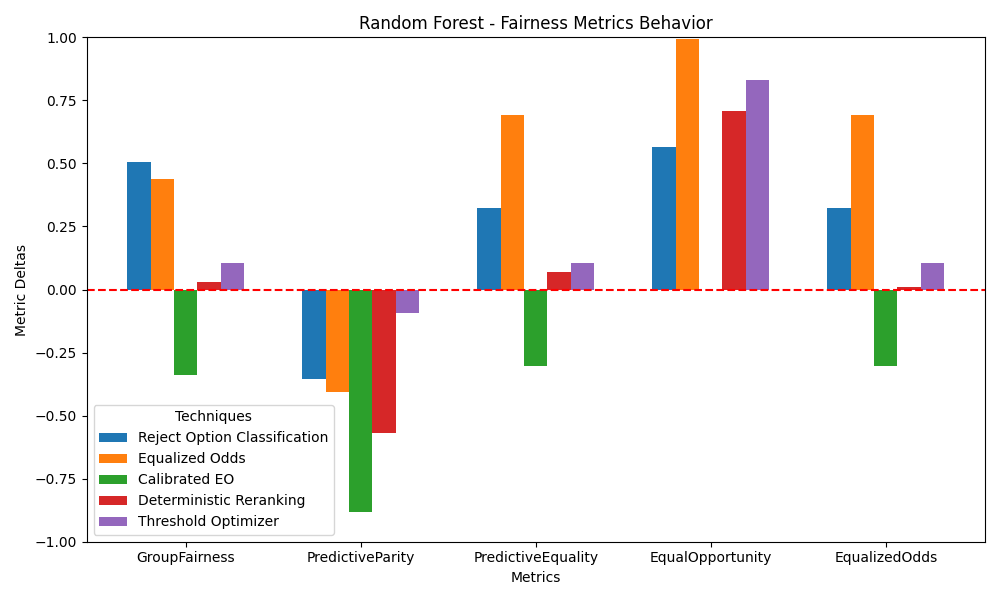 Random Forest - Fairness Metrics Behavior
Metric Deltas
1.00
0.75
0.50
0.25
0.00
−0.25
−0.50
−0.75
−1.00
Techniques
Reject Option Classification
Equalized Odds
Calibrated EO
Deterministic Reranking
Threshold Optimizer
GroupFairness
PredictiveParity
PredictiveEquality
EqualOpportunity
EqualizedOdds
Metrics